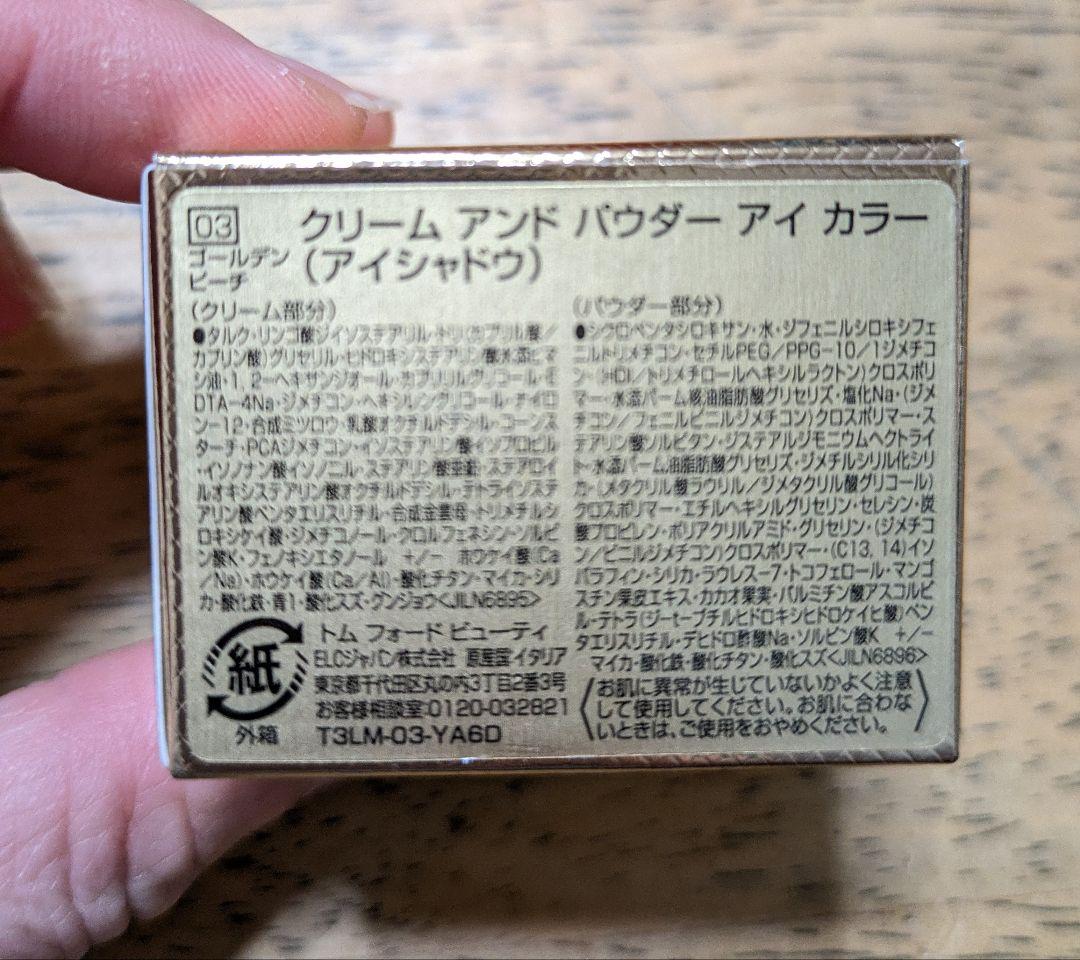 03
ゴールデン
ピーチ
クリーム アンド パウダー アイ カラー
(アイシャドウ)
(クリーム部分)
●タルク・リンゴ酸ジイソステアリル・トリ(カプリル酸/
カプリン酸)グリセリル・ヒドロキシステアリン酸水添ヒマ
シ油・1，2-ヘキサンジオール・カプリリルグリコール・E
DTA-4Na・ジメチコン・ヘキシレングリコール・ナイロ
ン-12・合成ミツロウ・乳酸オクチルドデシル・コーンス
ターチ・PCAジメチコン・イソステアリン酸イソプロピル
・イソノナン酸イソノニル・ステアリン酸亜鉛・ステアロイ
ルオキシステアリン酸オクチルドデシル・テトライソステ
アリン酸ペンタエリスリチル・合成金雲母・トリメチルシ
ロキシケイ酸・ジメチコノール・クロルフェネシン・ソルビ
ン酸K・フェノキシエタノール +/- ホウケイ酸(Ca
/Na)・ホウケイ酸(Ca/Al)・酸化チタン・マイカ・シリ
カ・酸化鉄・青1・酸化スズ・グンジョウ<JILN6895>
(パウダー部分)
●シクロペンタシロキサン・水・ジフェニルシロキシフェ
ニルトリメチコン・セチルPEG/PPG-10/1ジメチコ
ン・(HDI/トリメチロールヘキシルラクトン)クロスポリ
マー・水添パーム核油脂肪酸グリセリズ・塩化Na・(ジメ
チコン/フェニルビニルジメチコン)クロスポリマー・ス
テアリン酸ソルビタン・ジステアルジモニウムヘクトライ
ト・水添パーム油脂肪酸グリセリズ・ジメチルシリル化シリ
カ・(メタクリル酸ラウリル/ジメタクリル酸グリコール)
クロスポリマー・エチルヘキシルグリセリン・セレシン・炭
酸プロピレン・ポリアクリルアミド・グリセリン・(ジメチコ
ン/ビニルジメチコン)クロスポリマー・(C13，14)イソ
パラフィン・シリカ・ラウレス-7・トコフェロール・マンゴ
スチン果皮エキス・カカオ果実・パルミチン酸アスコルビ
ル・テトラ(ジーセーブチルヒドロキシヒドロケイヒ酸)ペン
タエリスリチル・デヒドロ酢酸Na・ソルビン酸K +/-
マイカ・酸化鉄・酸化チタン・酸化スズ<JILN6896>
紙
外箱
トム フォード ビューティ
ELCジャパン株式会社 原産国 イタリア
東京都千代田区丸の内3丁目2番3号
お客様相談室:0120-032821
T3LM-03-YA6D
お肌に異常が生じていないかよく注意
して使用してください。お肌に合わな
いときは、ご使用をおやめください。